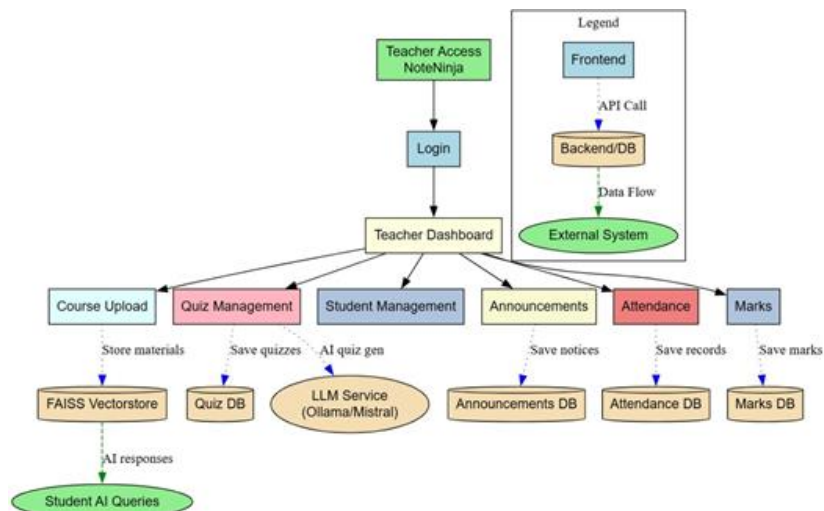 Legend
Teacher Access
NoteNinja
Frontend
API Call
Login
Backend/DB
Data Flow
Teacher Dashboard
External System
Course Upload
Quiz Management
Student Management
Announcements
Attendance
Marks
Store materials
Save quizzes
AI quiz gen
Save notices
Save records
Save marks
FAISS Vectorstore
Quiz DB
LLM Service
(Ollama/Mistral)
Announcements DB
Attendance DB
Marks DB
AI responses
Student AI Queries